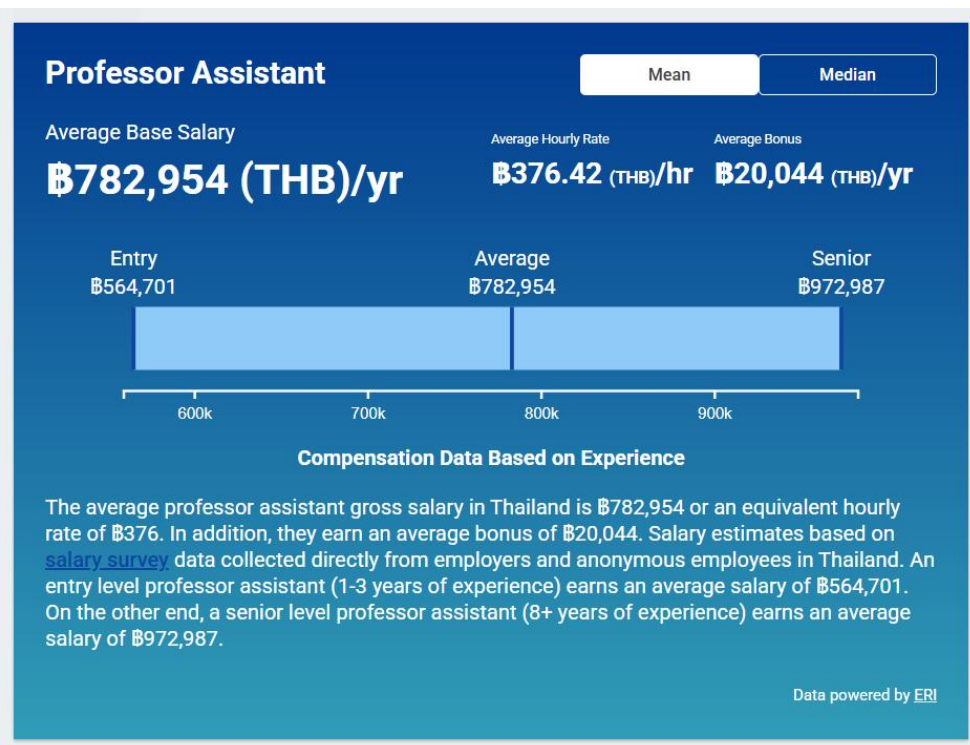 Professor Assistant
Mean
Median
Average Base Salary
฿782,954 (THB)/yr
Average Hourly Rate
฿376.42 (THB)/hr
Average Bonus
฿20,044 (THB)/yr
Entry
฿564,701
Average
฿782,954
Senior
฿972,987
600k
700k
800k
900k
Compensation Data Based on Experience
The average professor assistant gross salary in Thailand is ฿782,954 or an equivalent hourly
rate of ฿376. In addition, they earn an average bonus of ฿20,044. Salary estimates based on
salary survey data collected directly from employers and anonymous employees in Thailand. An
entry level professor assistant (1-3 years of experience) earns an average salary of ฿564,701.
On the other end, a senior level professor assistant (8+ years of experience) earns an average
salary of ฿972,987.
Data powered by ERI